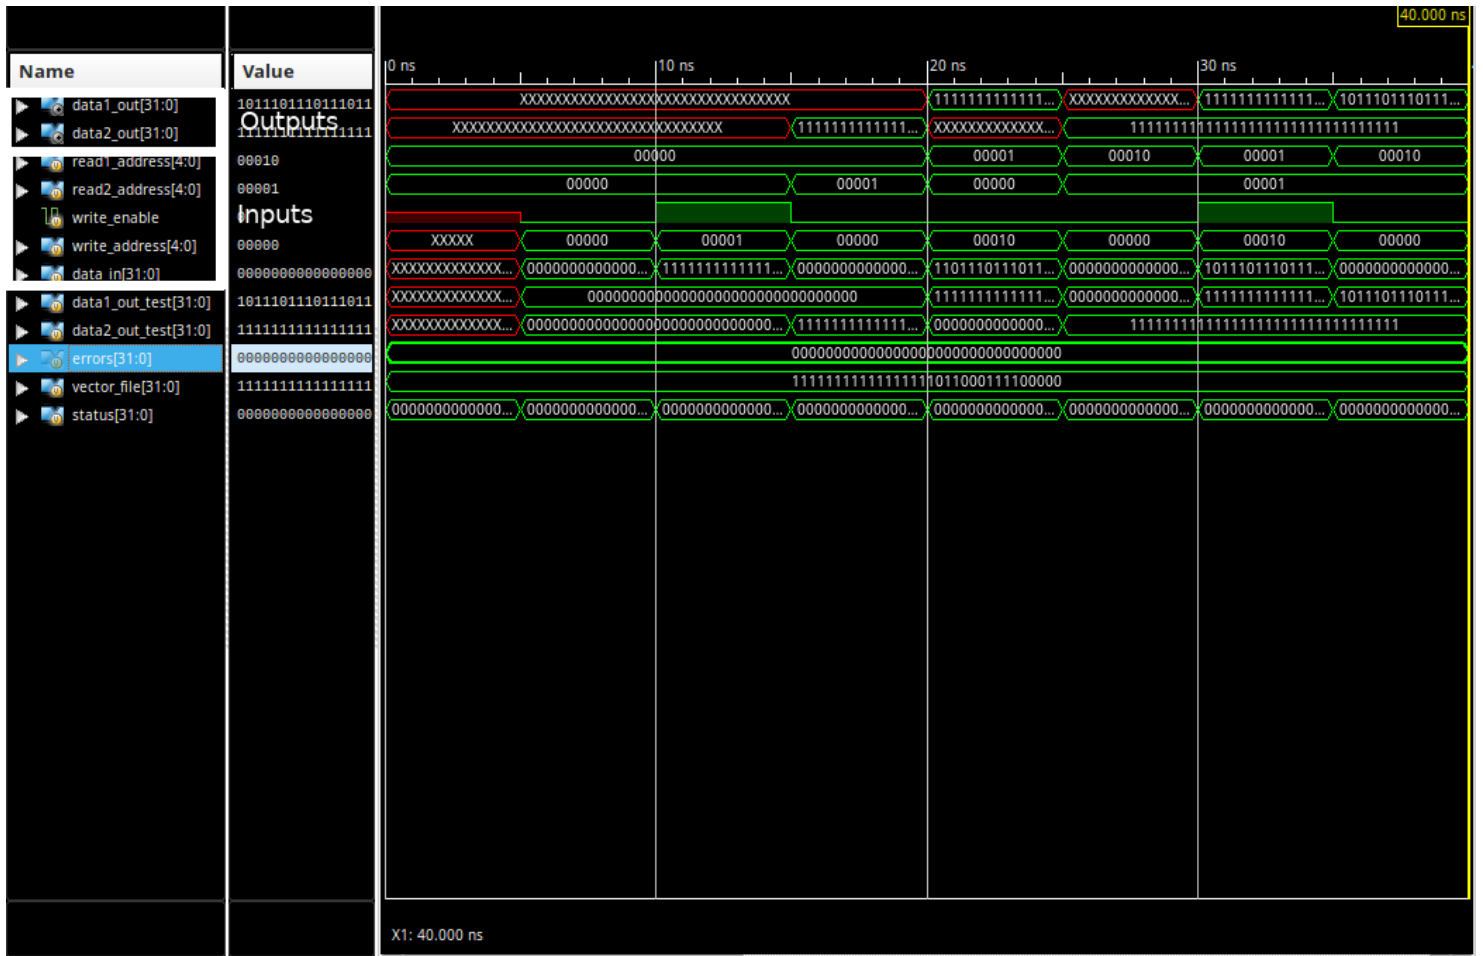 40.000 ns
Name Value 0 ns 10 ns 20 ns 30 ns
data1_out[31:0] 1011101110111011 XXXXXXXXXXXXXXXXXXXXXXXXXXXXXXXX 1111111111111... XXXXXXXXXXXXX... 1111111111111... 1011101110111...
Outputs
data2_out[31:0] 1111111111111111 XXXXXXXXXXXXXXXXXXXXXXXXXXXXXXXX 1111111111111... XXXXXXXXXXXXX... 11111111111111111111111111111111
read1_address[4:0] 00010 00000 00001 00010 00001 00010
read2_address[4:0] 00001 00000 00001 00000 00001
write_enable
Inputs
write_address[4:0] 00000 XXXXX 00000 00001 00000 00010 00000 00010 00000
data_in[31:0] 0000000000000000 XXXXXXXXXXXXX... 0000000000000... 1111111111111... 0000000000000... 1101110111011... 0000000000000... 1011101110111... 0000000000000...
data1_out_test[31:0] 1011101110111011 XXXXXXXXXXXXX... 00000000000000000000000000000000 1111111111111... 0000000000000... 1111111111111... 1011101110111...
data2_out_test[31:0] 1111111111111111 XXXXXXXXXXXXX... 00000000000000000000000000000... 1111111111111... 0000000000000... 11111111111111111111111111111111
errors[31:0] 0000000000000000 00000000000000000000000000000000
vector_file[31:0] 1111111111111111 11111111111111111011000111100000
status[31:0] 0000000000000000 0000000000000... 0000000000000... 0000000000000... 0000000000000... 0000000000000... 0000000000000... 0000000000000... 0000000000000...
X1: 40.000 ns